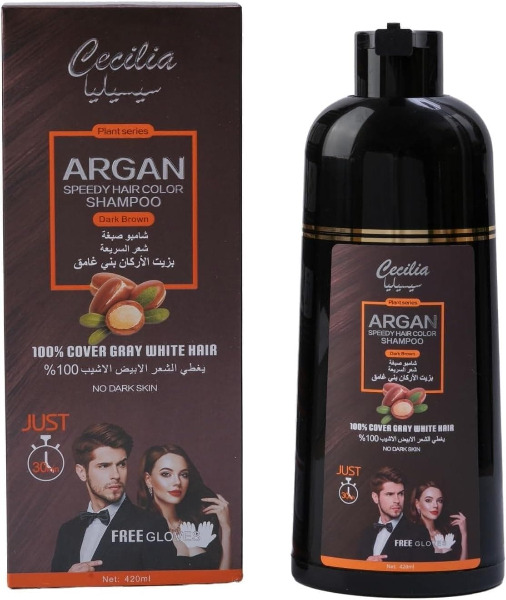 Cecilia
سيسيليا
Plant series
ARGAN
SPEEDY HAIR COLOR
SHAMPOO
Dark Brown
شامبو صبغة
شعر السريعة
بزيت الأركان بني غامق
100% COVER GRAY WHITE HAIR
يغطي الشعر الابيض الاشيب 100%
NO DARK SKIN
JUST
FREE GLOVES
Net: 420ml
Cecilia
سيسيليا
Plant series
ARGAN
SPEEDY HAIR COLOR
SHAMPOO
Dark Brown
شامبو صبغة
شعر السريعة
بزيت الأركان بني غامق
100% COVER GRAY WHITE HAIR
يغطي الشعر الابيض الاشيب 100%
NO DARK SKIN
JUST
FREE GLOVES
Net: 420ml